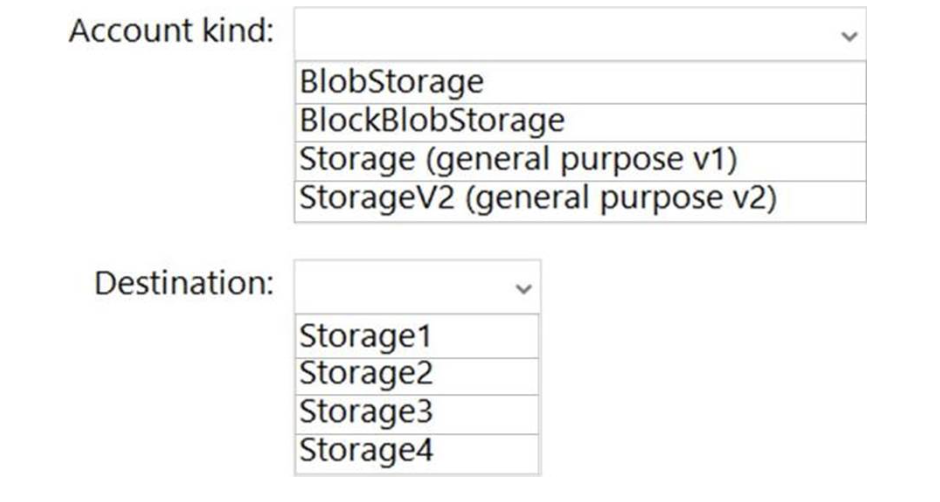 Account kind:
BlobStorage
BlockBlobStorage
Storage (general purpose v1)
StorageV2 (general purpose v2)
Destination:
Storage1
Storage2
Storage3
Storage4